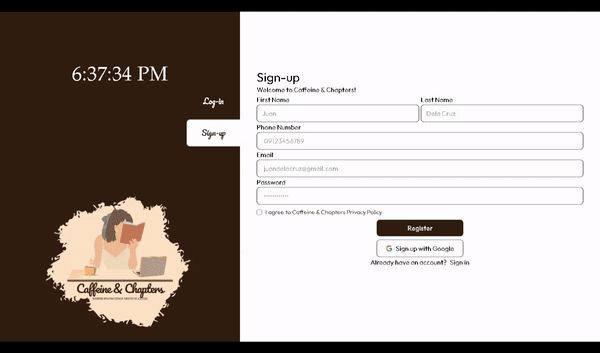 6:37:34 PM
Log-in
Sign-up
Caffeine & Chapters
Sign-up
Welcome to Caffeine & Chapters!
First Name Last Name
Juan Dela Cruz
Phone Number
09123456789
Email
juandelacruz@gmail.com
Password
I agree to Caffeine & Chapters Privacy Policy
Register
G Sign up with Google
Already have an account? Sign in